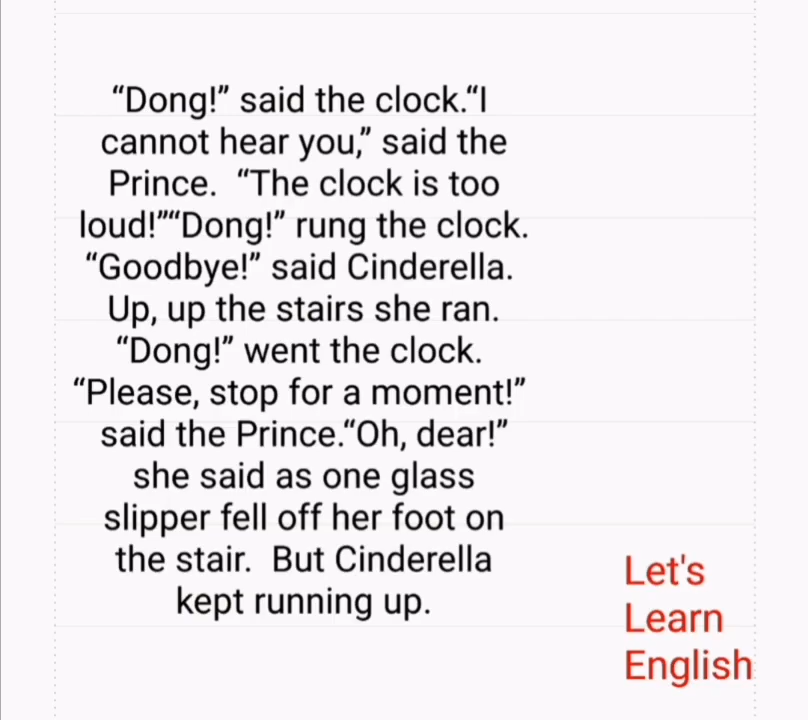 “Dong!” said the clock.“I
cannot hear you,” said the
Prince.  “The clock is too
loud!”“Dong!” rung the clock.
“Goodbye!” said Cinderella.
Up, up the stairs she ran.
“Dong!” went the clock.
“Please, stop for a moment!”
said the Prince.“Oh, dear!”
she said as one glass
slipper fell off her foot on
the stair.  But Cinderella
kept running up.
Let's
Learn
English